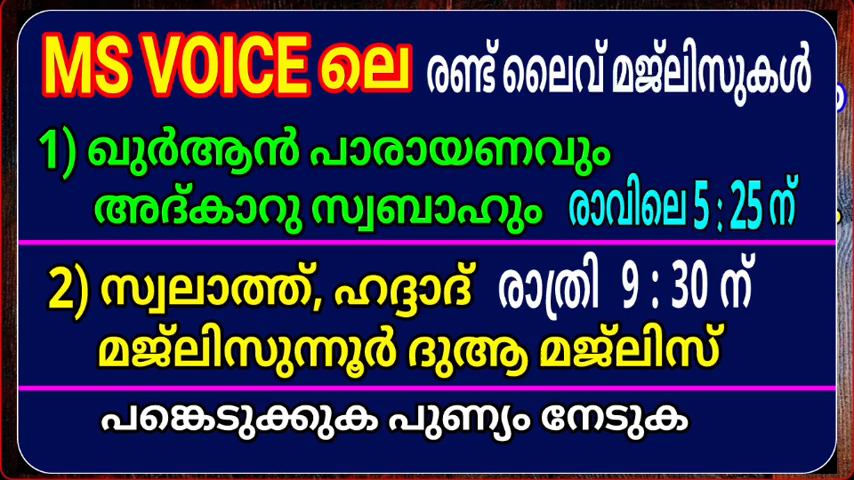 MS VOICE ലെ രണ്ട് ലൈവ് മജ്ലിസുകൾ
1) ഖുർആൻ പാരായണവും
അദ്കാറു സ്വബാഹും രാവിലെ 5 : 25 ന്
2) സ്വലാത്ത്, ഹദ്ദാദ് രാത്രി 9 : 30 ന്
മജ്ലിസുന്നൂർ ദുആ മജ്ലിസ്
പങ്കെടുക്കുക പുണ്യം നേടുക